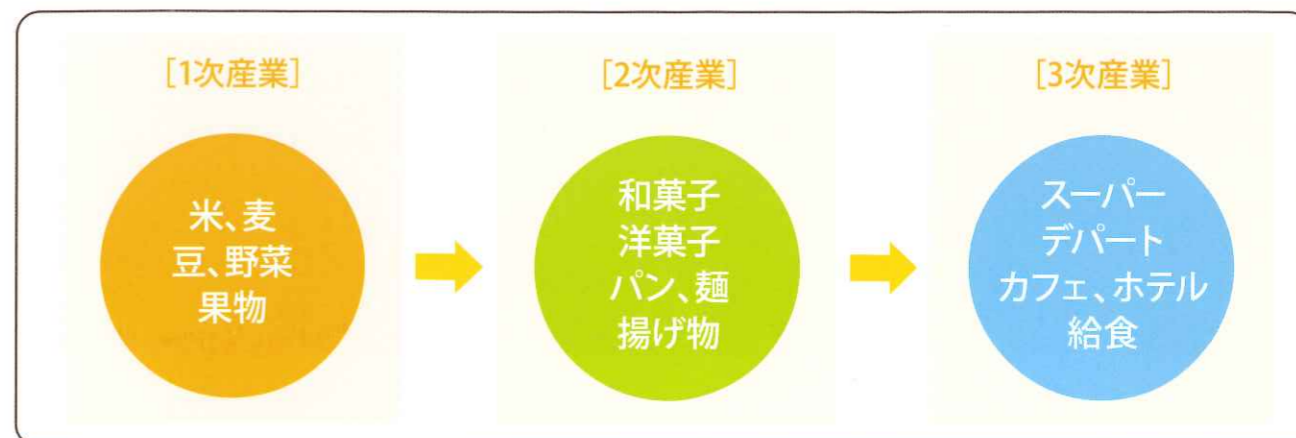 [1次産業]
米、麦
豆、野菜
果物
[2次産業]
和菓子
洋菓子
パン、麺
揚げ物
[3次産業]
スーパー
デパート
カフェ、ホテル
給食